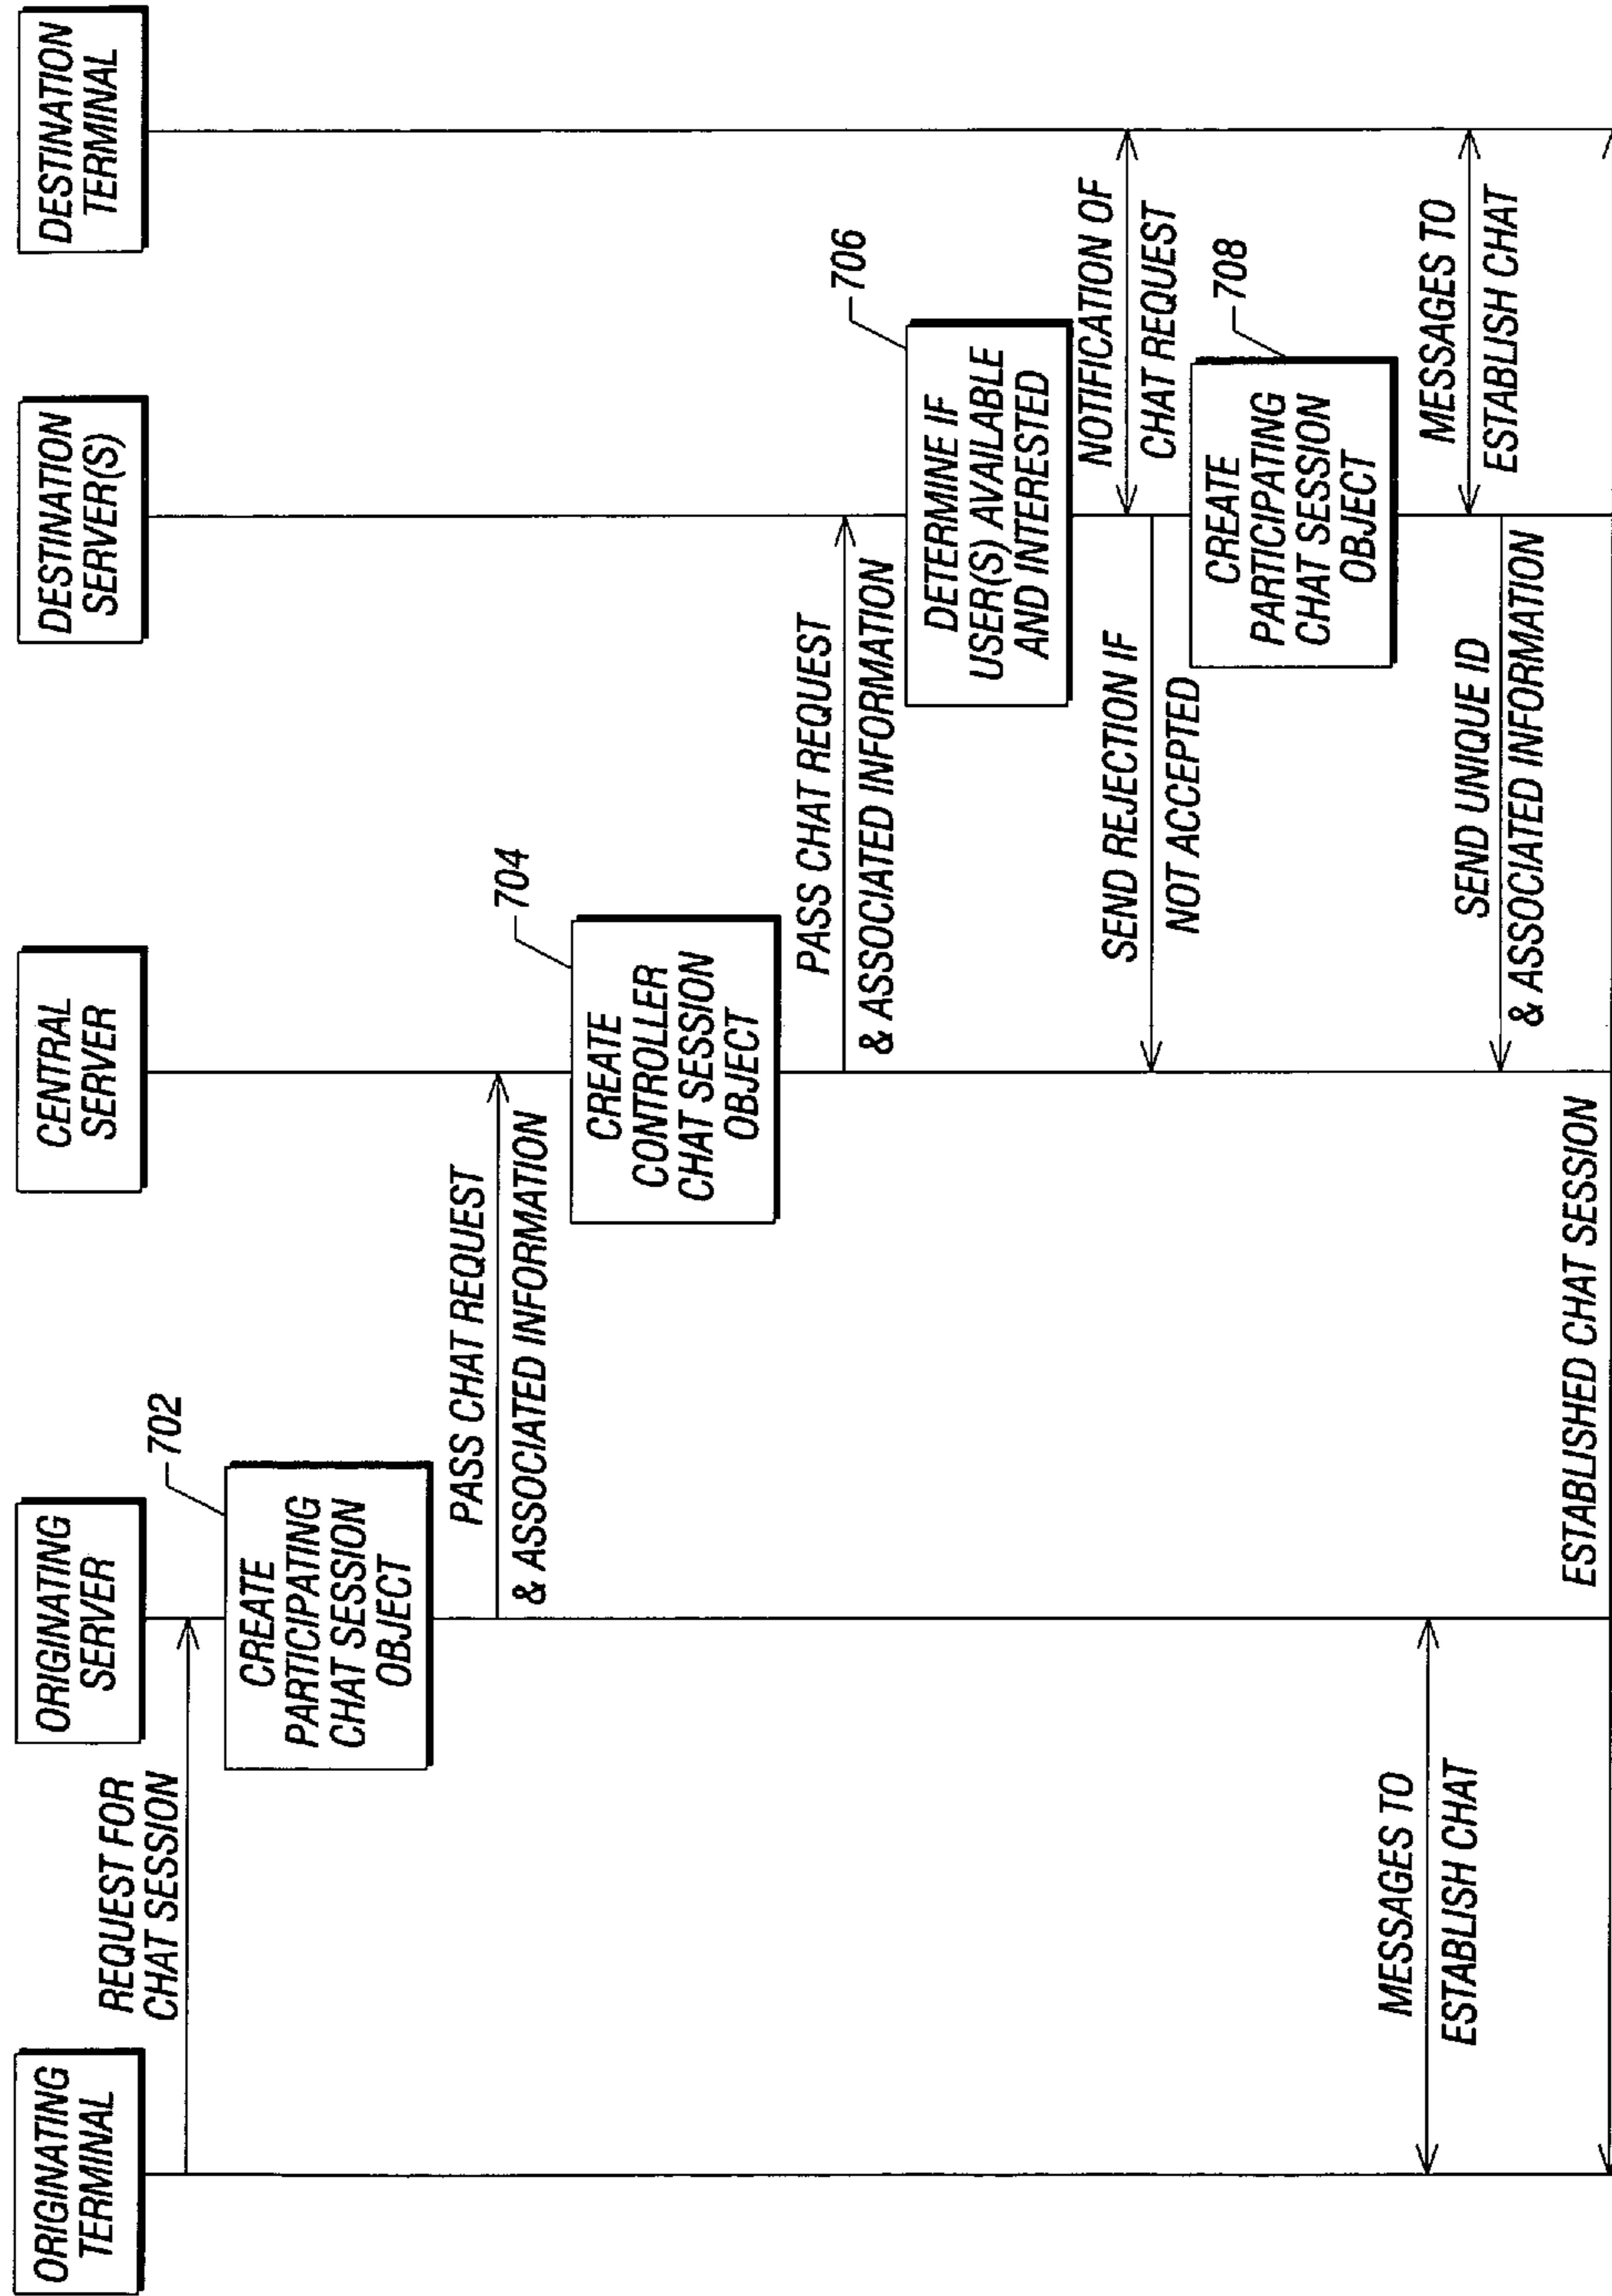 ORIGINATING
TERMINAL
ORIGINATING
SERVER
CENTRAL
SERVER
DESTINATION
SERVER(S)
DESTINATION
TERMINAL
REQUEST FOR
CHAT SESSION
702
CREATE
PARTICIPATING
CHAT SESSION
OBJECT
PASS CHAT REQUEST
& ASSOCIATED INFORMATION
704
CREATE
CONTROLLER
CHAT SESSION
OBJECT
PASS CHAT REQUEST
& ASSOCIATED INFORMATION
706
DETERMINE IF
USER(S) AVAILABLE
AND INTERESTED
NOTIFICATION OF
CHAT REQUEST
SEND REJECTION IF
NOT ACCEPTED
708
CREATE
PARTICIPATING
CHAT SESSION
OBJECT
MESSAGES TO
ESTABLISH CHAT
MESSAGES TO
ESTABLISH CHAT
SEND UNIQUE ID
& ASSOCIATED INFORMATION
ESTABLISHED CHAT SESSION